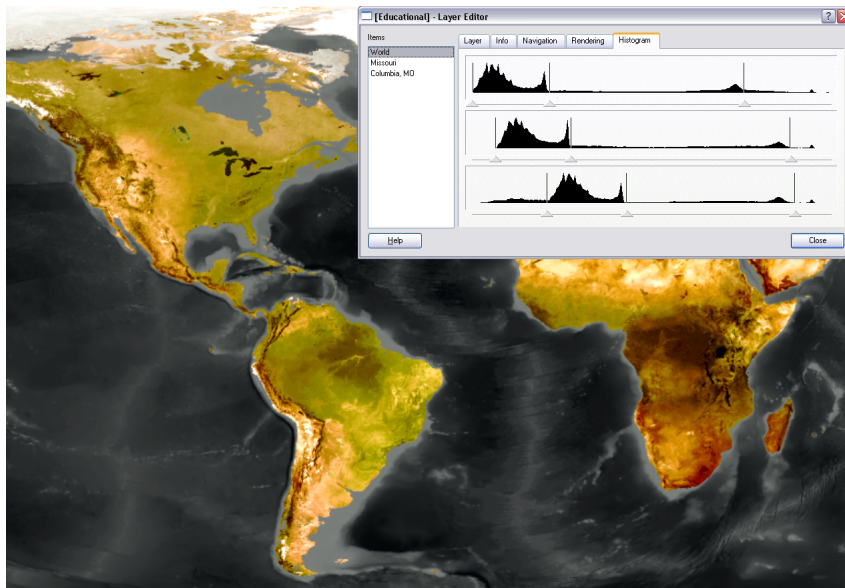 [Educational] - Layer Editor
Items
World
Missouri
Columbia, MO
Layer Info Navigation Rendering Histogram
Help Close